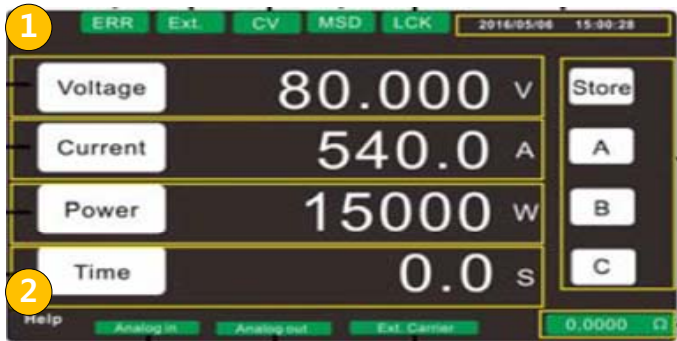 1 ERR Ext. CV MSD LCK 2016/05/06 15:00:28
Voltage 80.000 V Store
Current 540.0 A A
Power 15000 W B
Time 0.0 S C
2
Help Analog in Analog out Ext. Carrier 0.0000 Ω